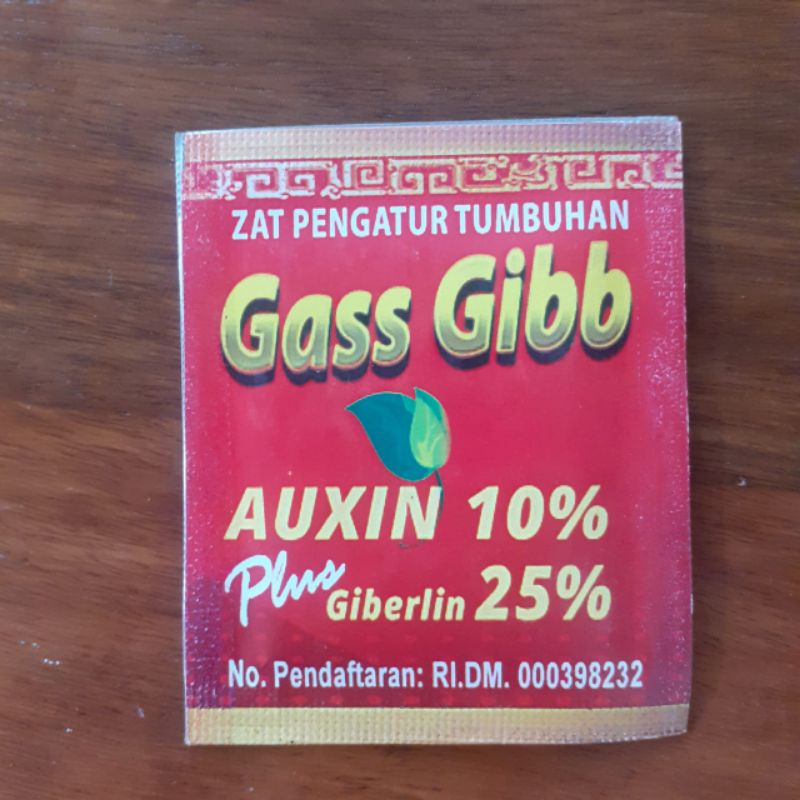 ZAT PENGATUR TUMBUHAN
Gass Gibb
AUXIN 10%
Plus Giberlin 25%
No. Pendaftaran: RI.DM. 000398232